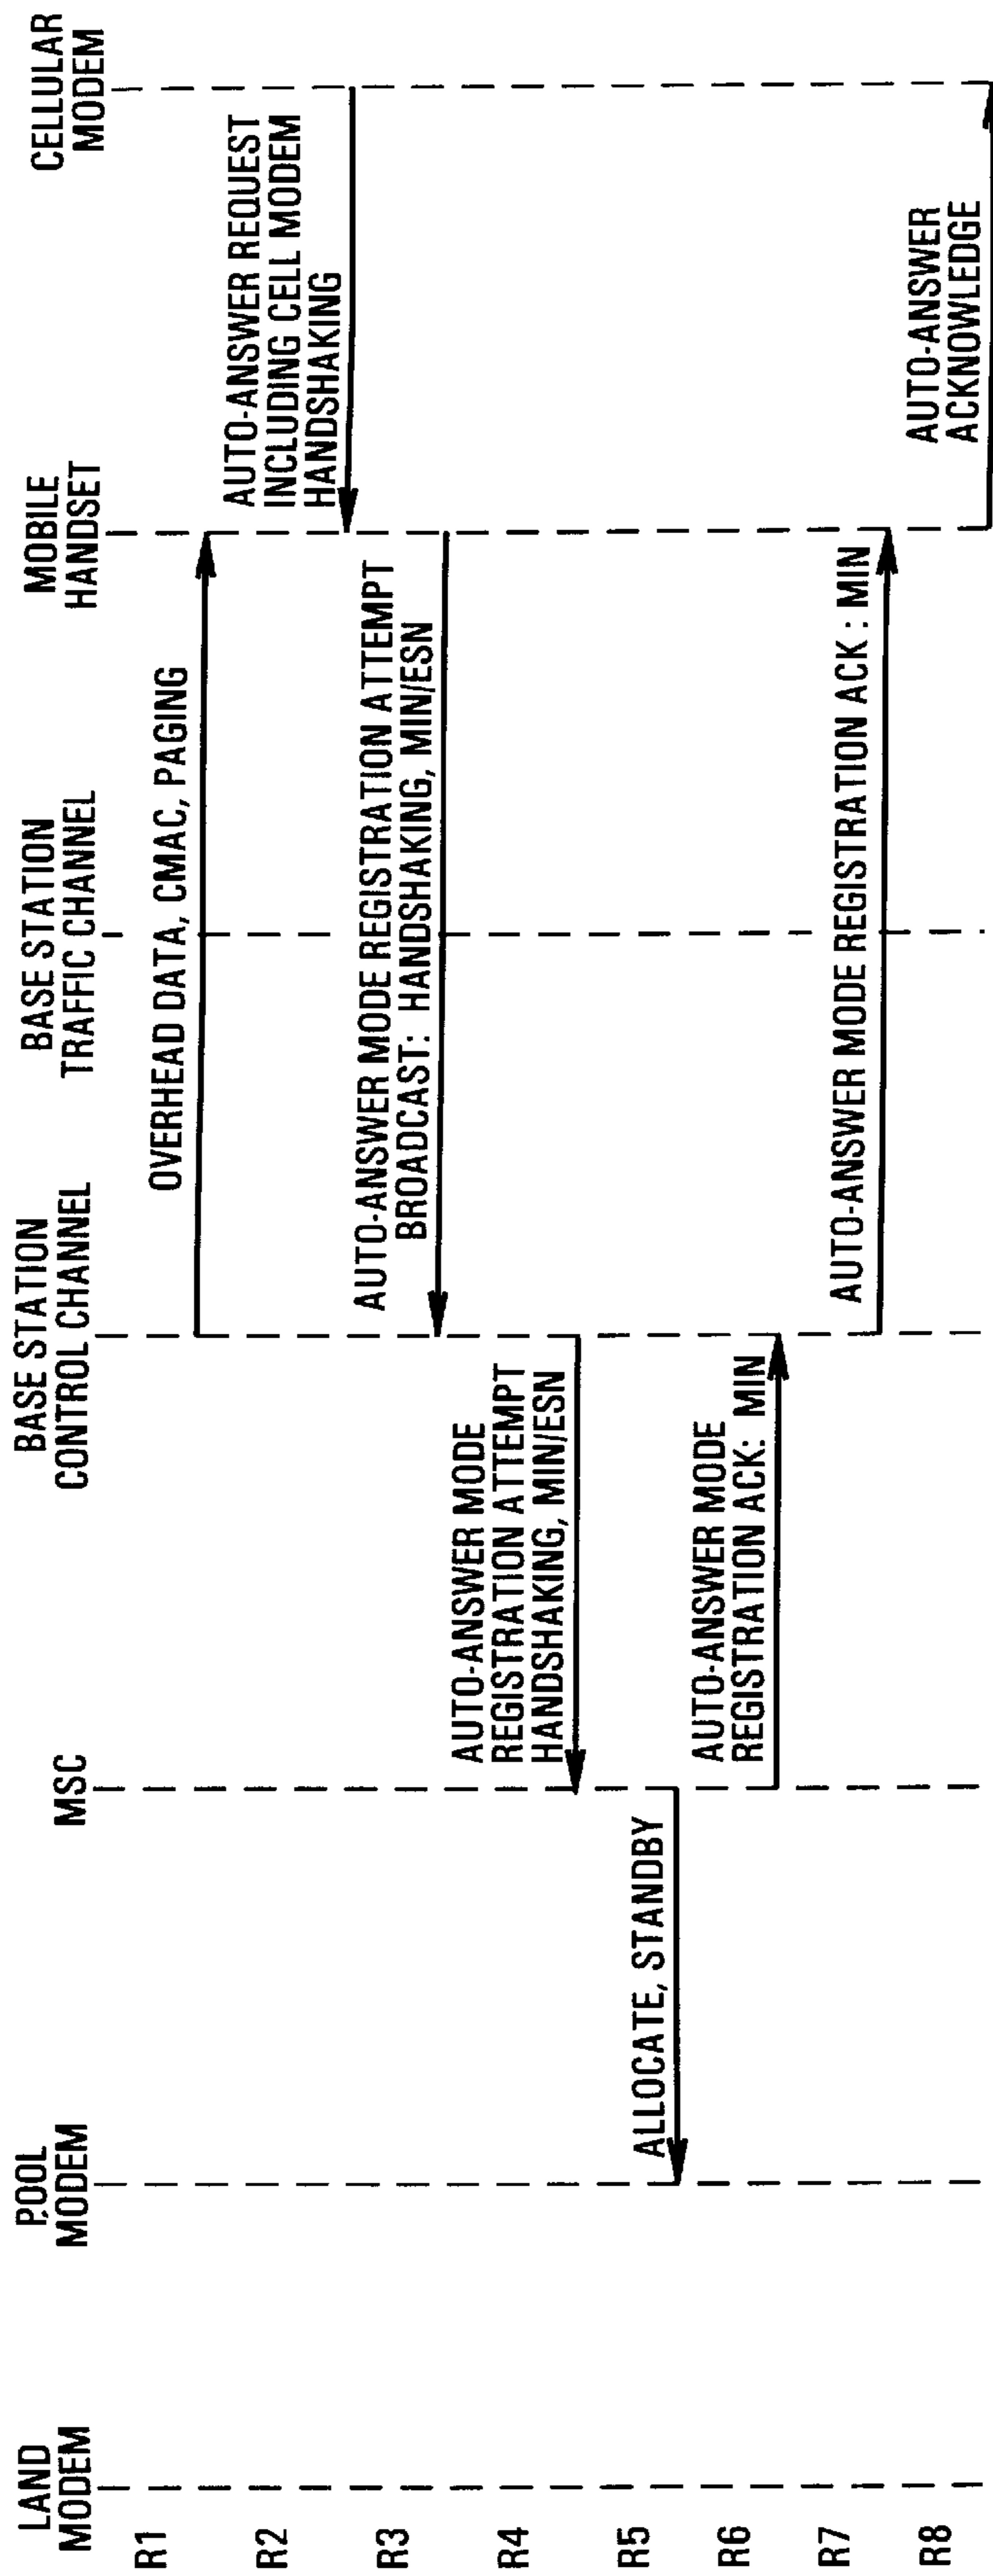 LAND
MODEM
POOL
MODEM
MSC
BASE STATION
CONTROL CHANNEL
BASE STATION
TRAFFIC CHANNEL
MOBILE
HANDSET
CELLULAR
MODEM
R1
OVERHEAD DATA, CMAC, PAGING
R2
AUTO-ANSWER REQUEST
INCLUDING CELL MODEM
HANDSHAKING
R3
AUTO-ANSWER MODE REGISTRATION ATTEMPT
BROADCAST: HANDSHAKING, MIN/ESN
R4
AUTO-ANSWER MODE
REGISTRATION ATTEMPT
HANDSHAKING, MIN/ESN
R5
ALLOCATE, STANDBY
R6
AUTO-ANSWER MODE
REGISTRATION ACK: MIN
R7
AUTO-ANSWER MODE REGISTRATION ACK : MIN
R8
AUTO-ANSWER
ACKNOWLEDGE